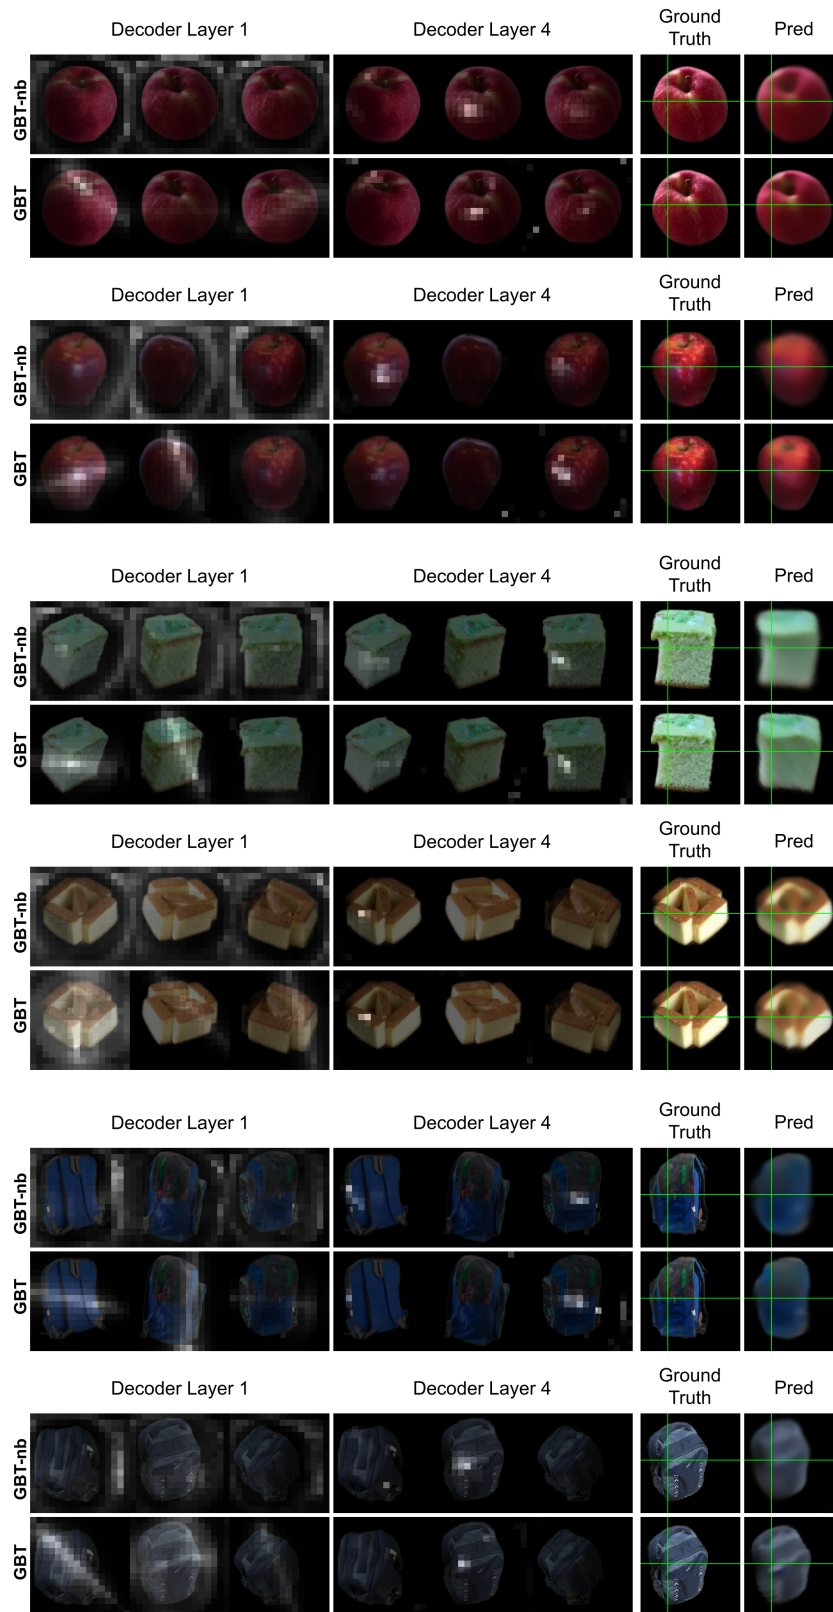 Decoder Layer 1 Decoder Layer 4 Ground Truth Pred
GBT-nb
GBT
Decoder Layer 1 Decoder Layer 4 Ground Truth Pred
GBT-nb
GBT
Decoder Layer 1 Decoder Layer 4 Ground Truth Pred
GBT-nb
GBT
Decoder Layer 1 Decoder Layer 4 Ground Truth Pred
GBT-nb
GBT
Decoder Layer 1 Decoder Layer 4 Ground Truth Pred
GBT-nb
GBT
Decoder Layer 1 Decoder Layer 4 Ground Truth Pred
GBT-nb
GBT